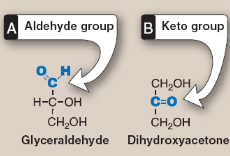 A Aldehyde group
O H
C
H-C-OH
CH₂OH
Glyceraldehyde
B Keto group
CH₂OH
C=O
CH₂OH
Dihydroxyacetone